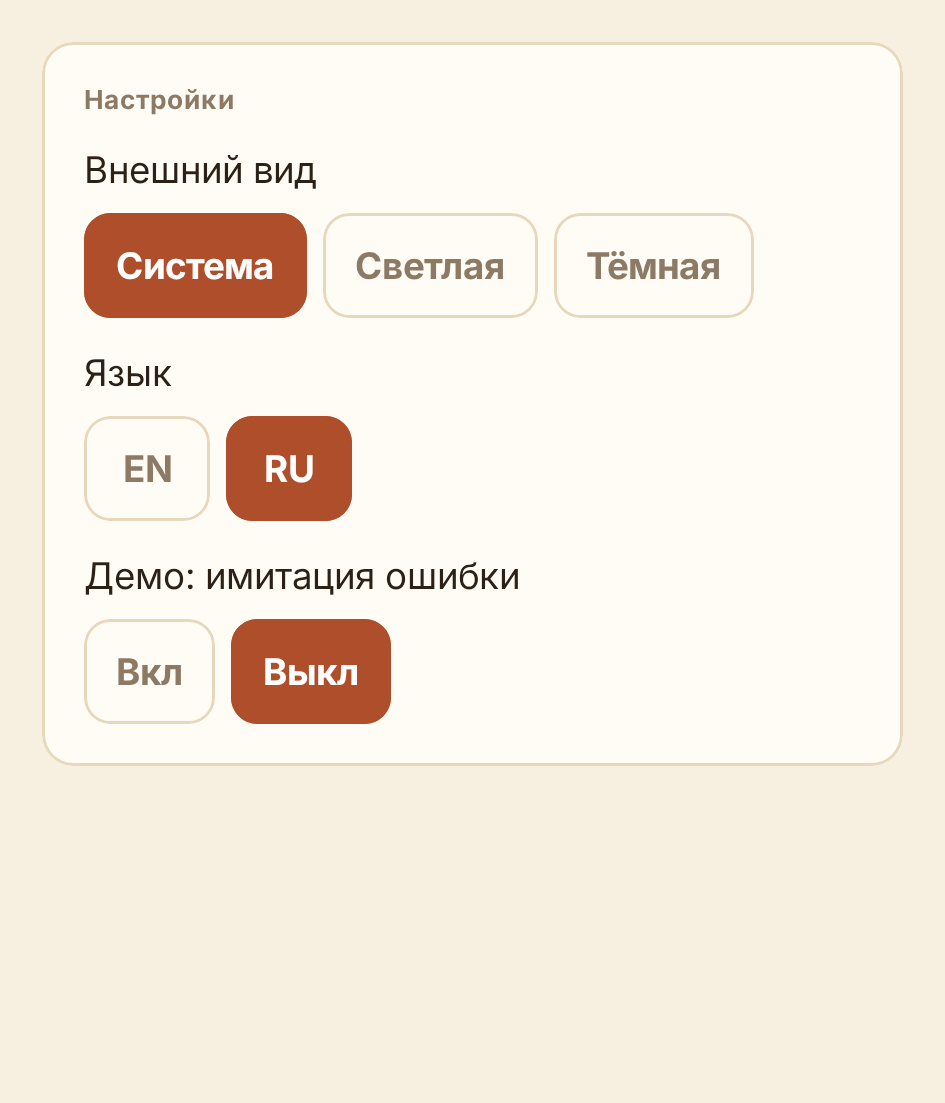 Настройки
Внешний вид
Система Светлая Тёмная
Язык
EN RU
Демо: имитация ошибки
Вкл Выкл